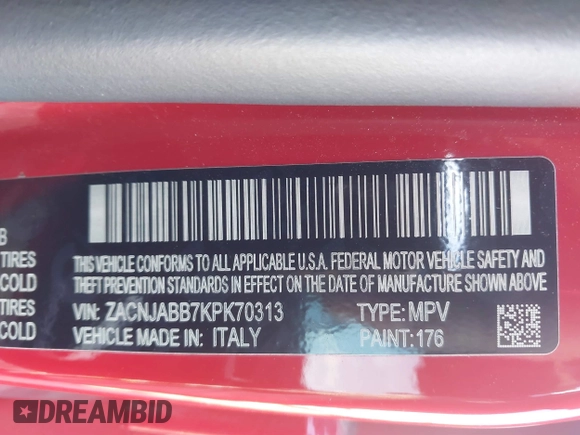 B
TIRES
COLD
TIRES
COLD
THIS VEHICLE CONFORMS TO ALL APPLICABLE U.S.A. FEDERAL MOTOR VEHICLE SAFETY AND
THEFT PREVENTION STANDARDS IN EFFECT ON THE DATE OF MANUFACTURE SHOWN ABOVE
VIN: ZACNJABB7KPK70313 TYPE: MPV
VEHICLE MADE IN: ITALY PAINT:176
DREAMBID